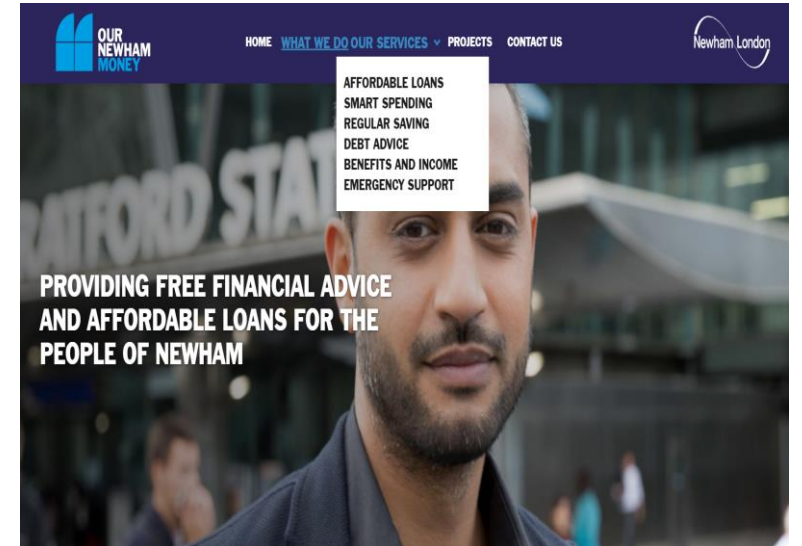 OUR
NEWHAM
MONEY
HOME WHAT WE DO OUR SERVICES PROJECTS CONTACT US
Newham London
AFFORDABLE LOANS
SMART SPENDING
REGULAR SAVING
DEBT ADVICE
BENEFITS AND INCOME
EMERGENCY SUPPORT
RATFORD STAT
PROVIDING FREE FINANCIAL ADVICE
AND AFFORDABLE LOANS FOR THE
PEOPLE OF NEWHAM